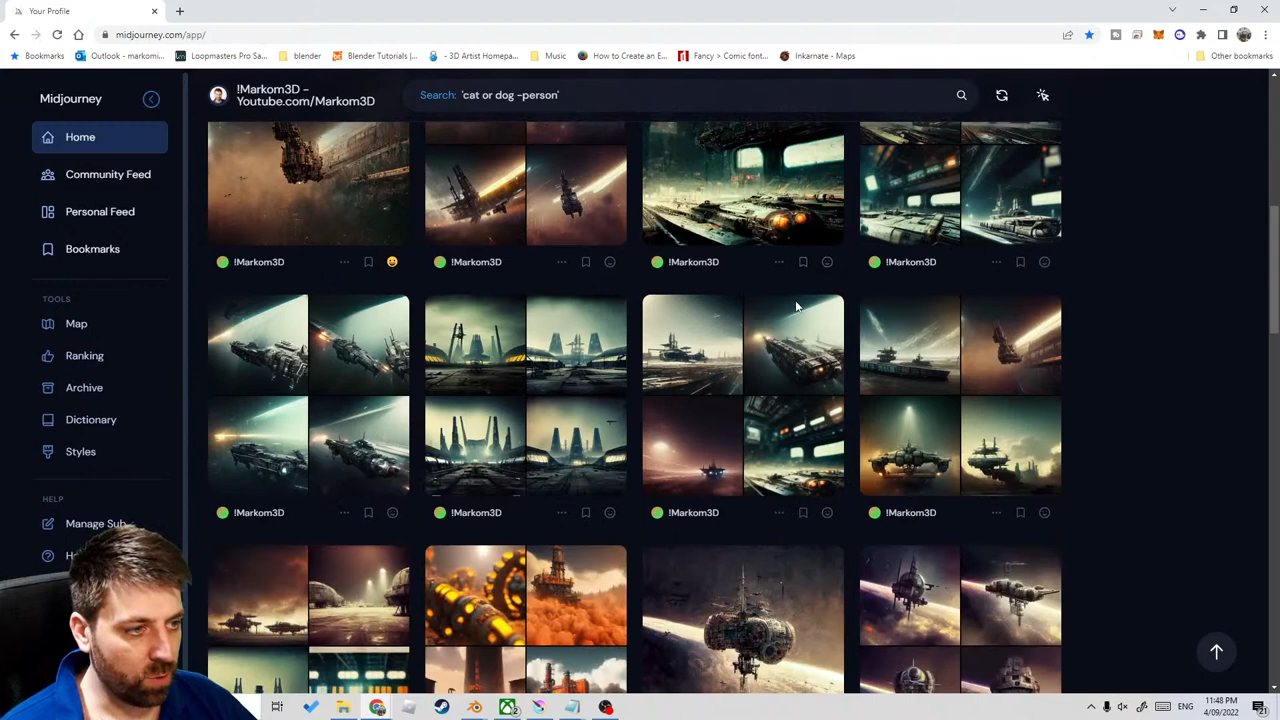 Your Profile
midjourney.com/app/
Bookmarks
Outlook - markomi...
Loopmasters Pro Sa...
blender
Blender Tutorials |...
- 3D Artist Homepa...
Music
How to Create an E...
Fancy > Comic font...
Inkarnate - Maps
Other bookmarks
Midjourney
!Markom3D -
Youtube.com/Markom3D
Search: 'cat or dog -person'
Home
Community Feed
Personal Feed
Bookmarks
TOOLS
Map
Ranking
Archive
Dictionary
Styles
HELP
Manage Sub
!Markom3D
!Markom3D
!Markom3D
!Markom3D
!Markom3D
!Markom3D
!Markom3D
!Markom3D
ENG
11:48 PM
4/09/2022
21